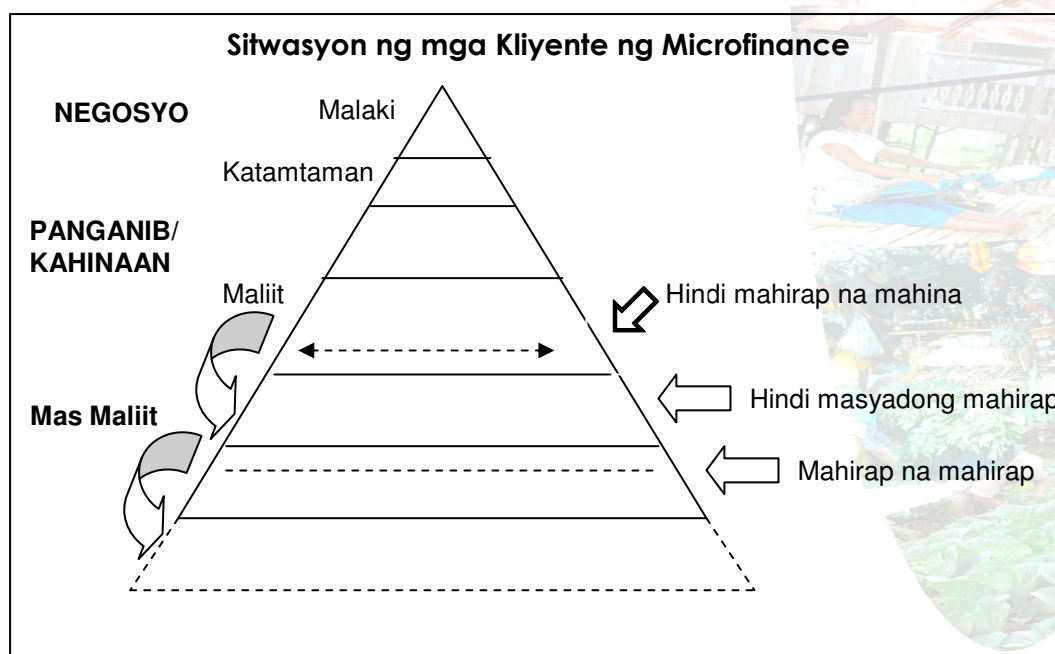 Sitwasyon ng mga Kliyente ng Microfinance
NEGOSYO
Malaki
Katamtaman
PANGANIB/
KAHINAAN
Maliit
Hindi mahirap na mahina
Hindi masyadong mahirap
Mas Maliit
Mahirap na mahirap